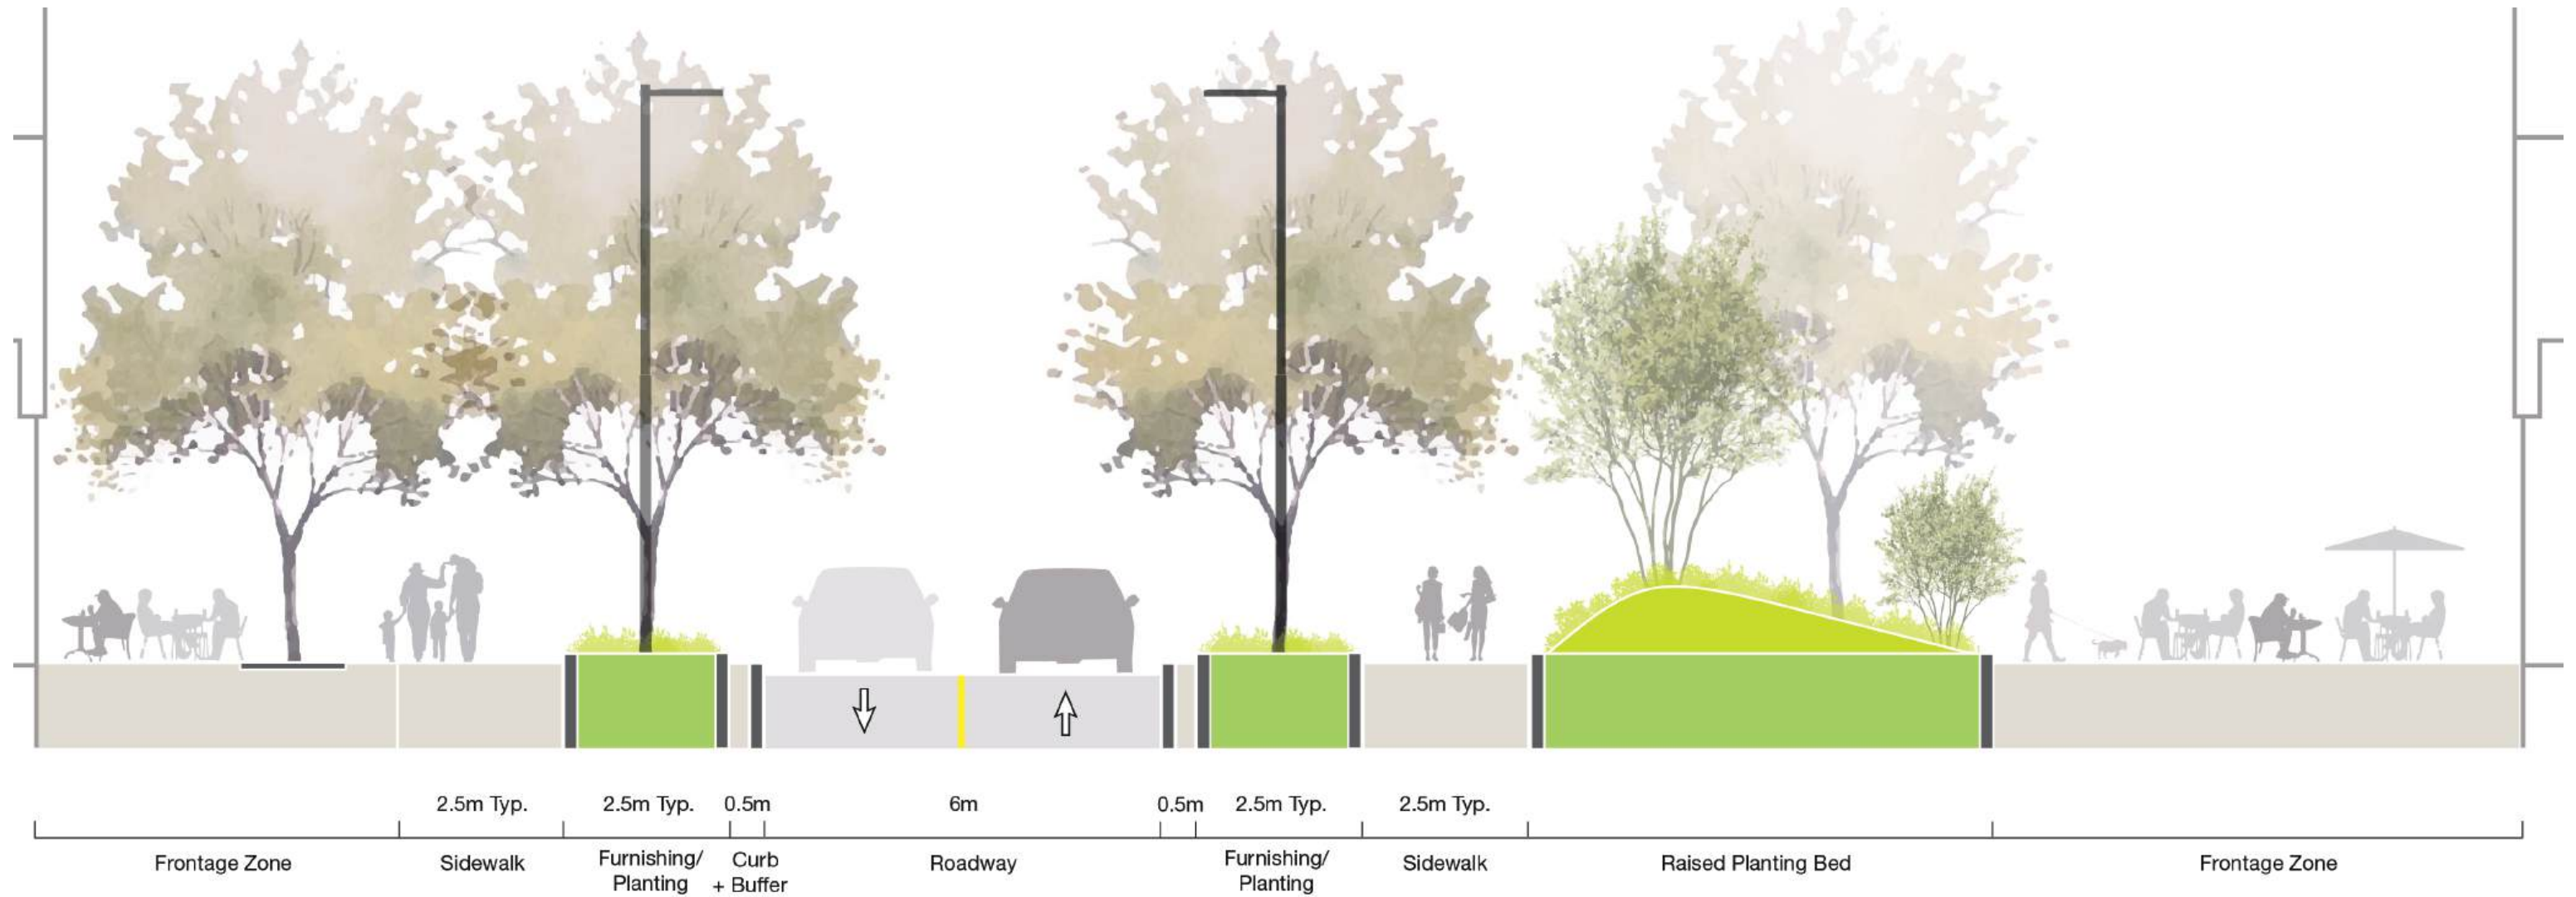 2.5m Typ.
2.5m Typ.
0.5m
6m
0.5m
2.5m Typ.
2.5m Typ.
Frontage Zone
Sidewalk
Furnishing/
Planting
Curb
+ Buffer
Roadway
Furnishing/
Planting
Sidewalk
Raised Planting Bed
Frontage Zone